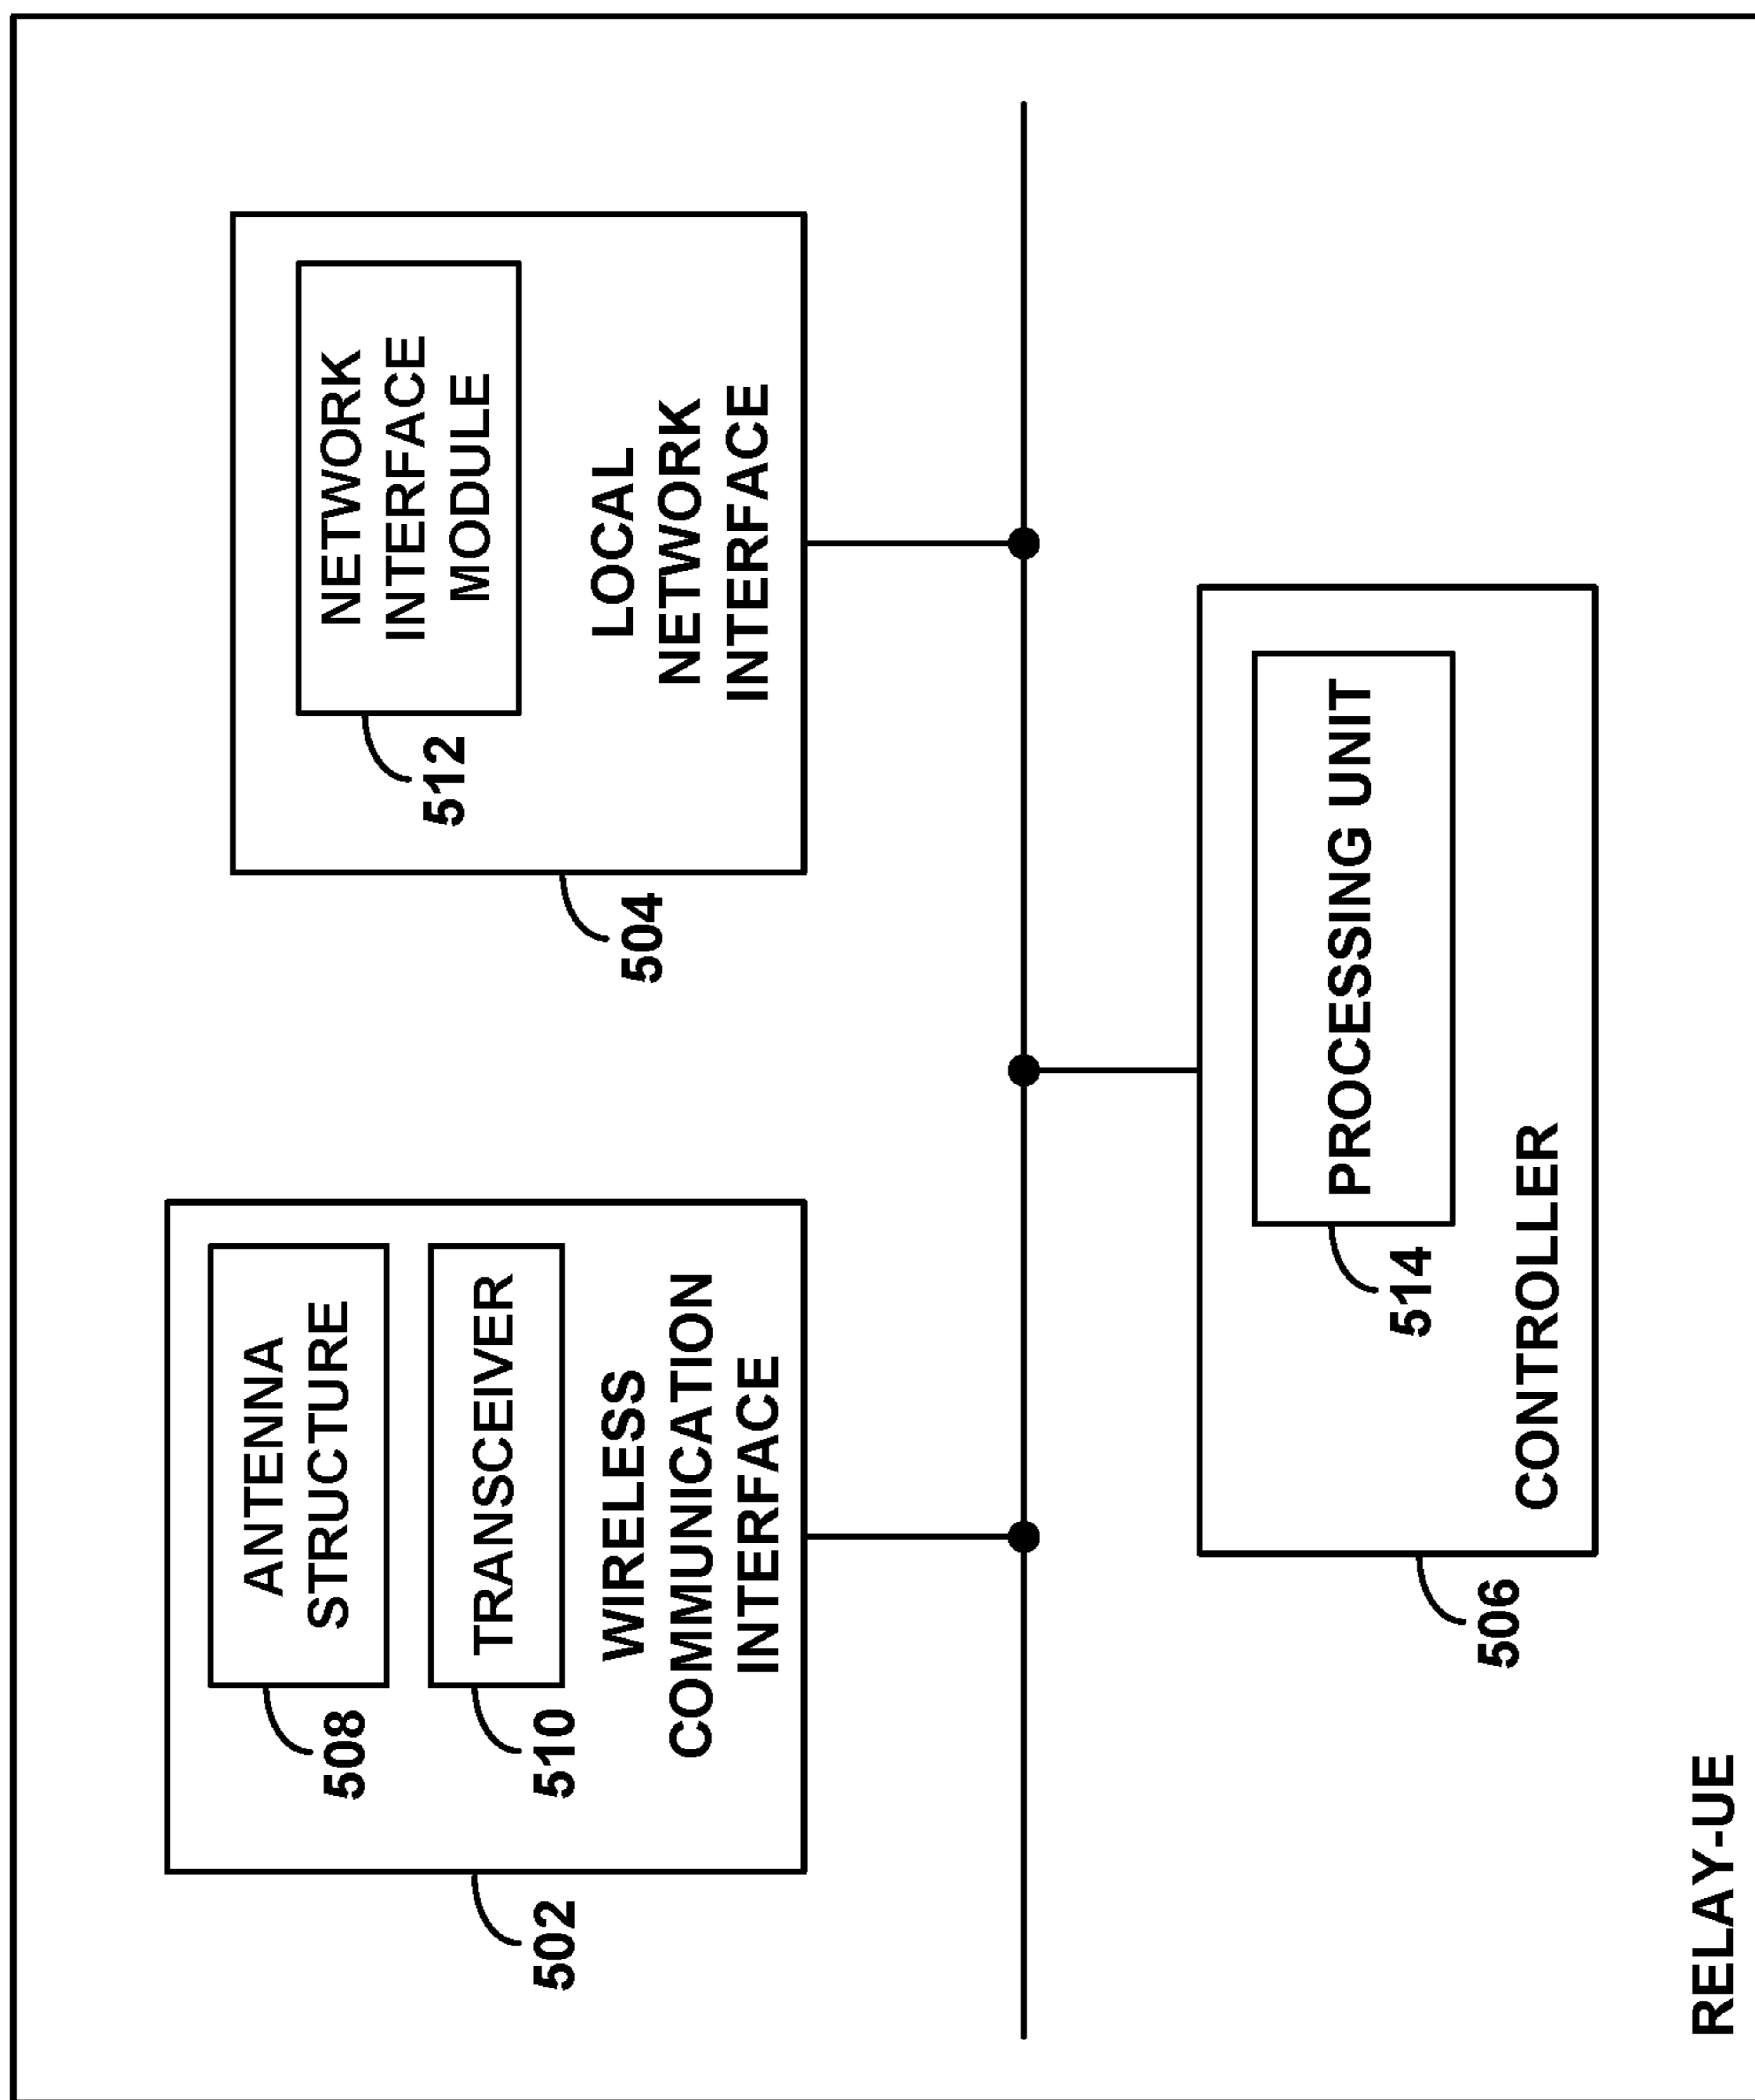 ANTENNA
STRUCTURE
508
TRANSCEIVER
510
WIRELESS
COMMUNICATION
INTERFACE
502
NETWORK
INTERFACE
MODULE
512
LOCAL
NETWORK
INTERFACE
504
PROCESSING UNIT
514
CONTROLLER
506
RELAY-UE